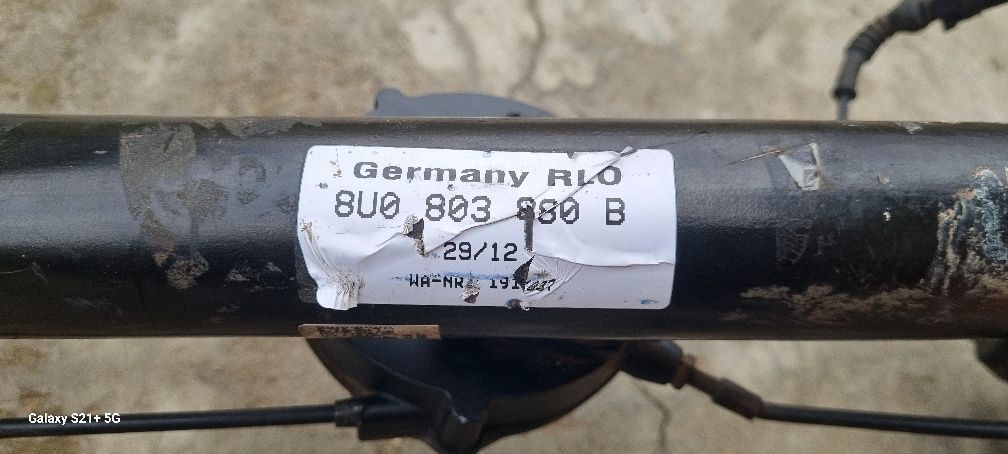 Germany RLO
8U0 803 880 B
29/12
WA-NR
Galaxy S21+ 5G